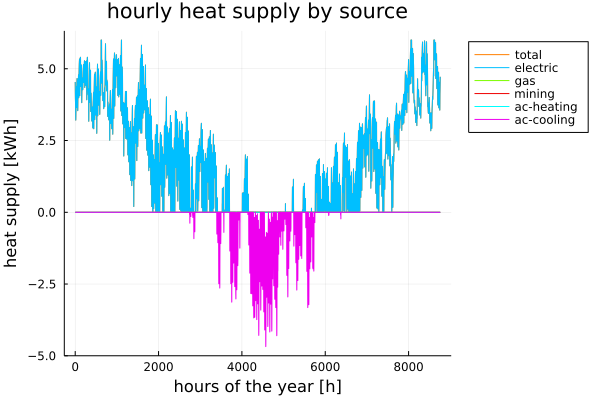 hourly heat supply by source
heat supply [kWh]
5.0
2.5
0.0
−2.5
−5.0
0
2000
4000
6000
8000
hours of the year [h]
total
electric
gas
mining
ac-heating
ac-cooling